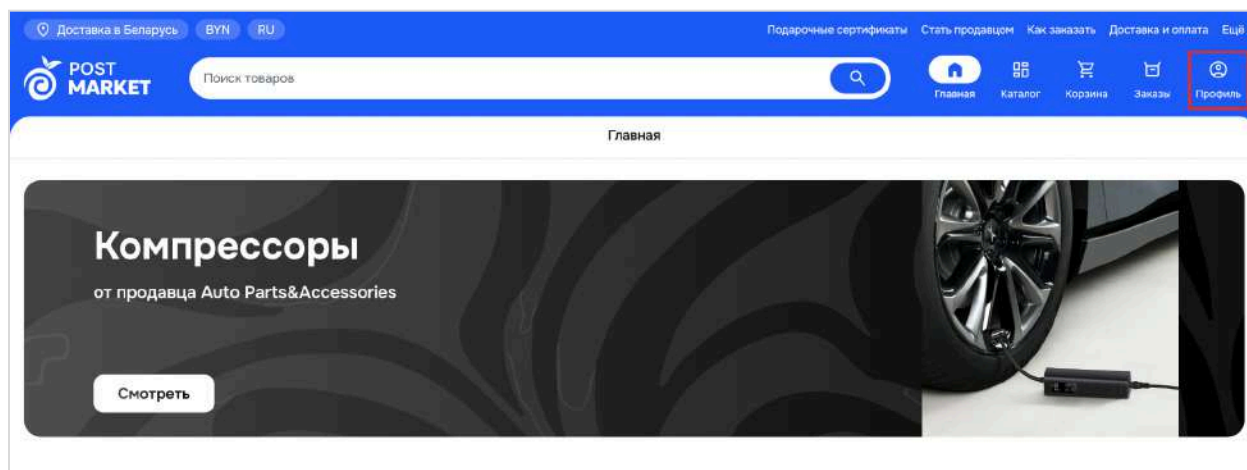 Доставка в Беларусь BYN RU Подарочные сертификаты Стать продавцом Как заказать Доставка и оплата Ещё
POST
MARKET
Поиск товаров
Главная Каталог Корзина Заказы Профиль
Главная
Компрессоры
от продавца Auto Parts&Accessories
Смотреть